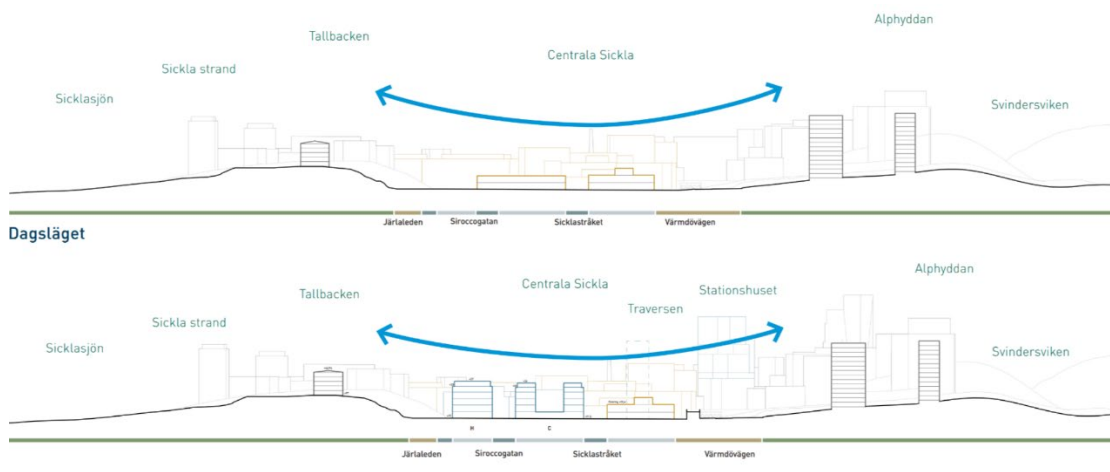 Alphyddan
Tallbacken
Centrala Sickla
Sickla strand
Sicklasjön
Svindersviken
Järlaleden
Siroccogatan
Sicklastråket
Värmdövägen
Dagsläget
Alphyddan
Centrala Sickla
Stationshuset
Tallbacken
Traversen
Sickla strand
Sicklasjön
Svindersviken
H
C
Järlaleden
Siroccogatan
Sicklastråket
Värmdövägen